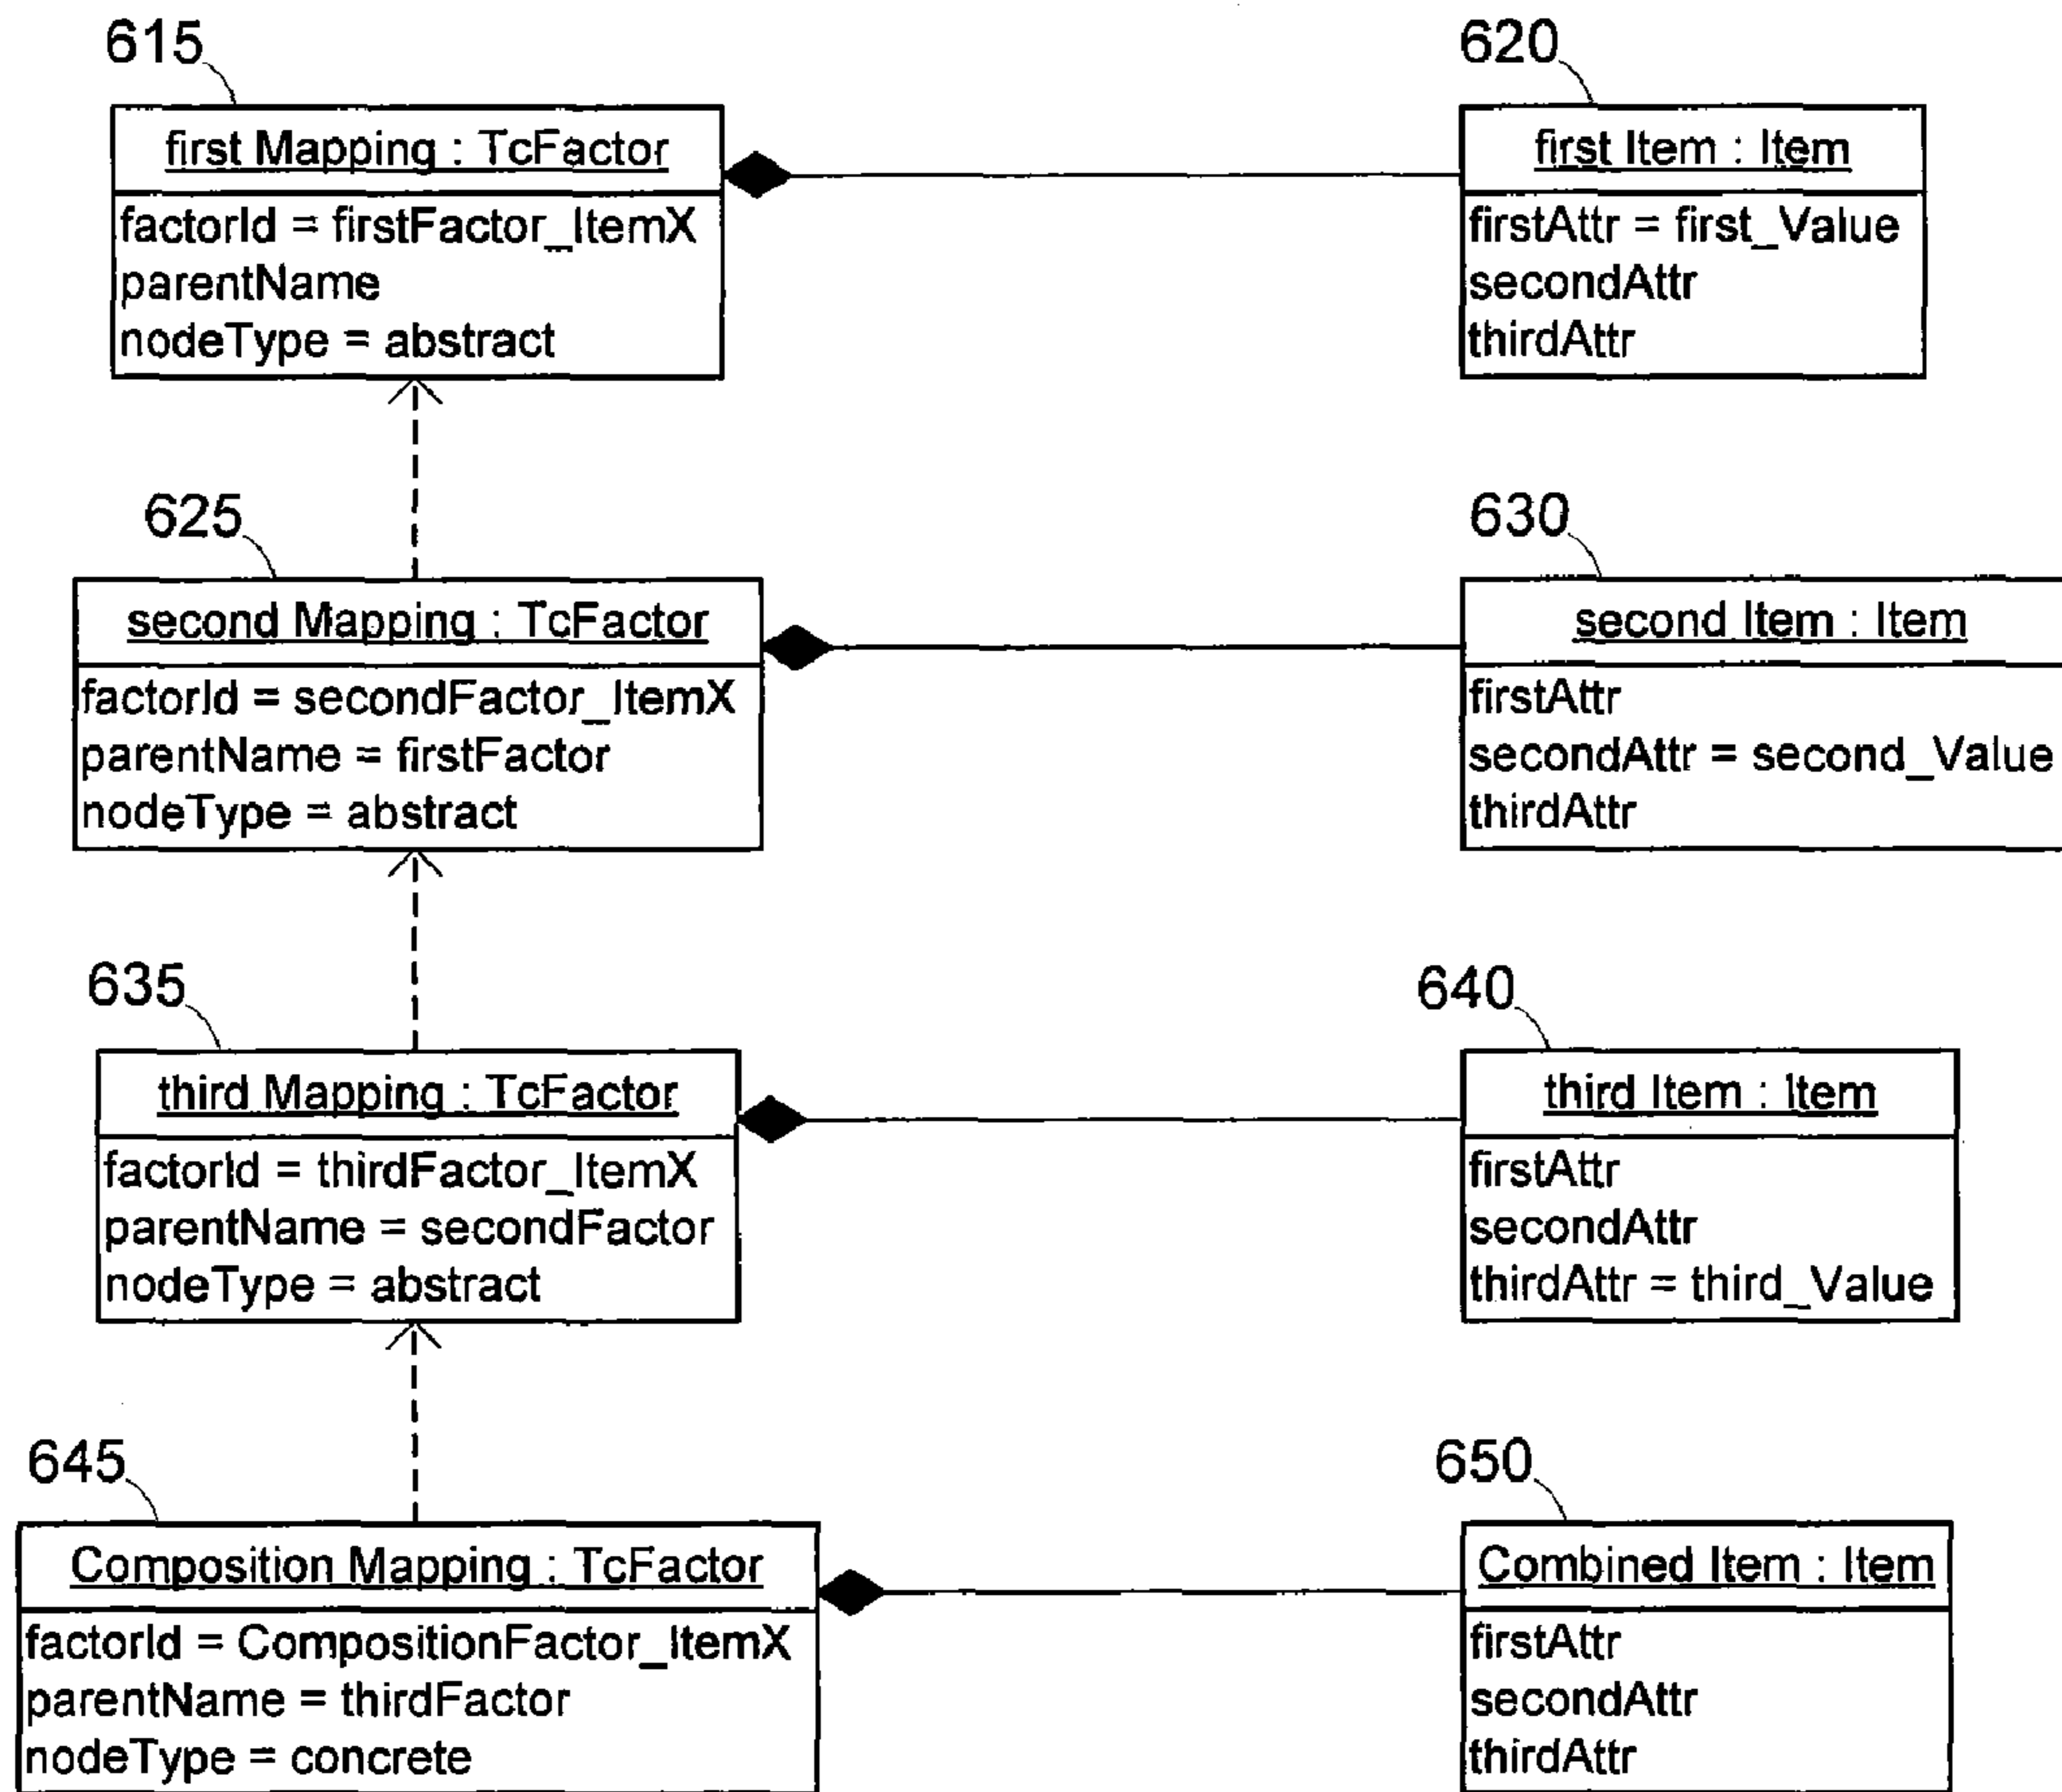 615
620
first Mapping : TcFactor
factorId = firstFactor_ItemX
parentName
nodeType = abstract
first Item : Item
firstAttr = first_Value
secondAttr
thirdAttr
625
630
second Mapping : TcFactor
factorId = secondFactor_ItemX
parentName = firstFactor
nodeType = abstract
second Item : Item
firstAttr
secondAttr = second_Value
thirdAttr
635
640
third Mapping : TcFactor
factorId = thirdFactor_ItemX
parentName = secondFactor
nodeType = abstract
third Item : Item
firstAttr
secondAttr
thirdAttr = third_Value
645
650
Composition Mapping : TcFactor
factorId = CompositionFactor_ItemX
parentName = thirdFactor
nodeType = concrete
Combined Item : Item
firstAttr
secondAttr
thirdAttr